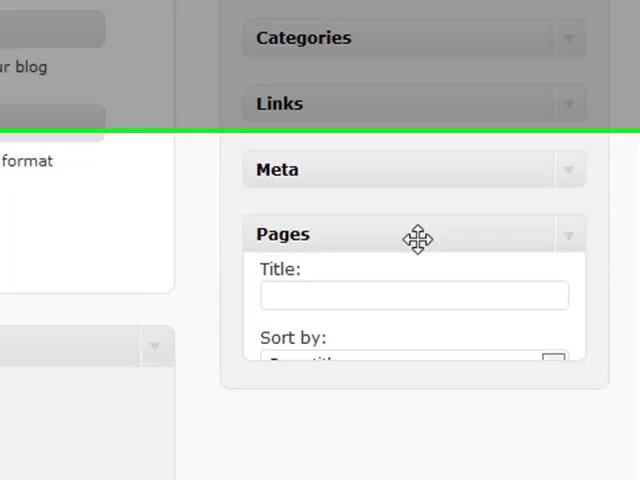 Categories
ur blog
Links
format
Meta
Pages
Title:
Sort by: